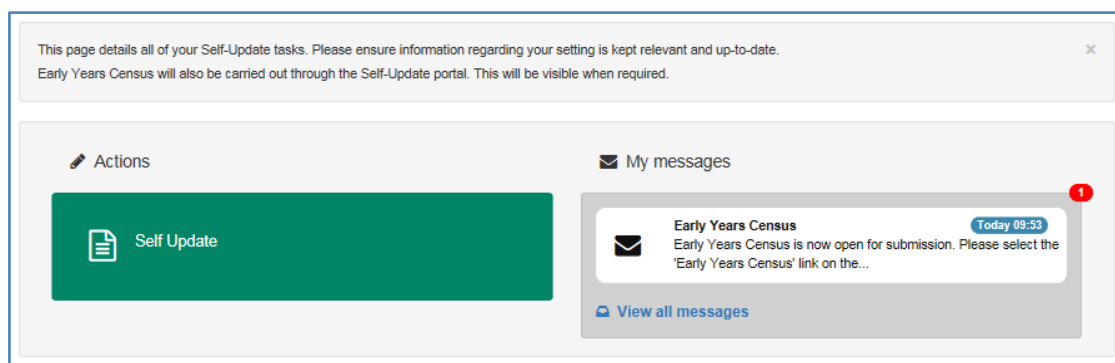 This page details all of your Self-Update tasks. Please ensure information regarding your setting is kept relevant and up-to-date.
Early Years Census will also be carried out through the Self-Update portal. This will be visible when required.
×
Actions
Self Update
My messages
1
Early Years Census
Today 09:53
Early Years Census is now open for submission. Please select the
'Early Years Census' link on the...
View all messages